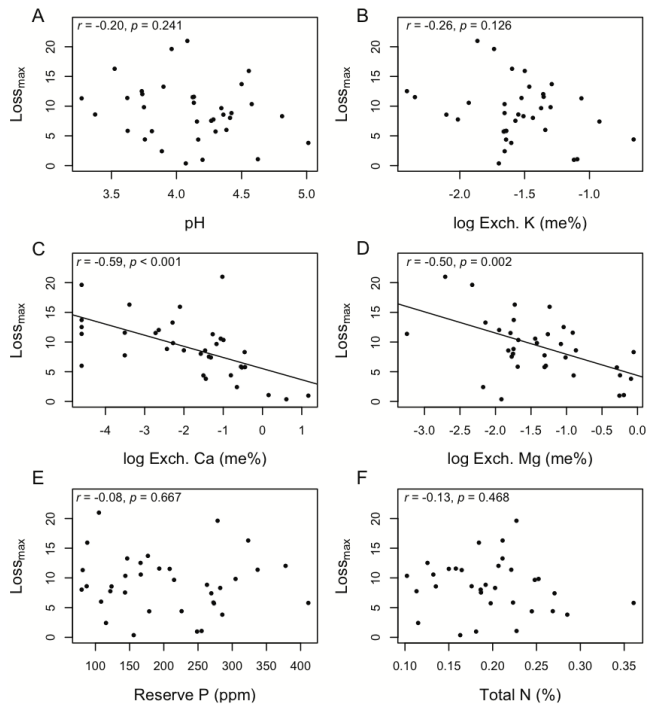 A
B
r = -0.20, p = 0.241
r = -0.26, p = 0.126
Lossmax
0 5 10 15 20
3.5 4.0 4.5 5.0
pH
Lossmax
0 5 10 15 20
-2.0 -1.5 -1.0
log Exch. K (me%)
C
D
r = -0.59, p < 0.001
r = -0.50, p = 0.002
Lossmax
0 5 10 15 20
-4 -3 -2 -1 0 1
log Exch. Ca (me%)
Lossmax
0 5 10 15 20
-3.0 -2.5 -2.0 -1.5 -1.0 -0.5 0.0
log Exch. Mg (me%)
E
F
r = -0.08, p = 0.667
r = -0.13, p = 0.468
Lossmax
0 5 10 15 20
100 150 200 250 300 350 400
Reserve P (ppm)
Lossmax
0 5 10 15 20
0.10 0.15 0.20 0.25 0.30 0.35
Total N (%)